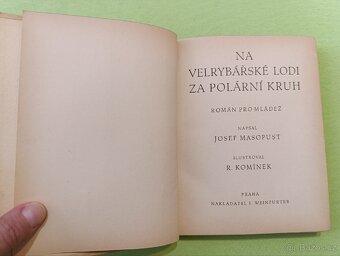 NA
VELRYBÁŘSKÉ LODI
ZA POLÁRNÍ KRUH
ROMÁN PRO MLÁDEŽ
NAPSAL
JOSEF MASOPUST
ILUSTROVAL
R. KOMÍNEK
PRAHA
NAKLADATEL I. WEINFURTER